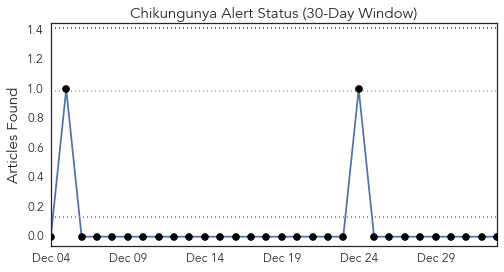 Chikungunya Alert Status (30-Day Window)
Articles Found
1.4
1.2
1.0
0.8
0.6
0.4
0.2
0.0
Dec 04 Dec 09 Dec 14 Dec 19 Dec 24 Dec 29